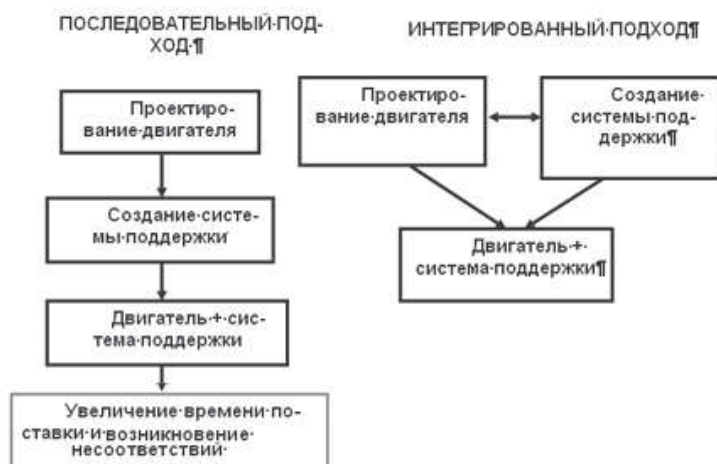 ПОСЛЕДОВАТЕЛЬНЫЙ·ПОД-
ХОД·¶
Проектиро-
вание·двигателя
Создание·систе-
мы·поддержки
Двигатель·+·сис-
тема·поддержки
Увеличение·времени·по-
ставки·и·возникновение·
несоответствий·
ИНТЕГРИРОВАННЫЙ·ПОДХОД¶
Проектиро-
вание·двигателя
Создание·
системы·под-
держки¶
Двигатель·+·
система·поддержки¶